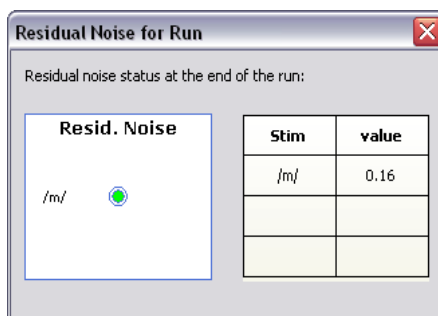 Residual Noise for Run
Residual noise status at the end of the run:
Resid. Noise
/m/
Stim value
/m/ 0.16